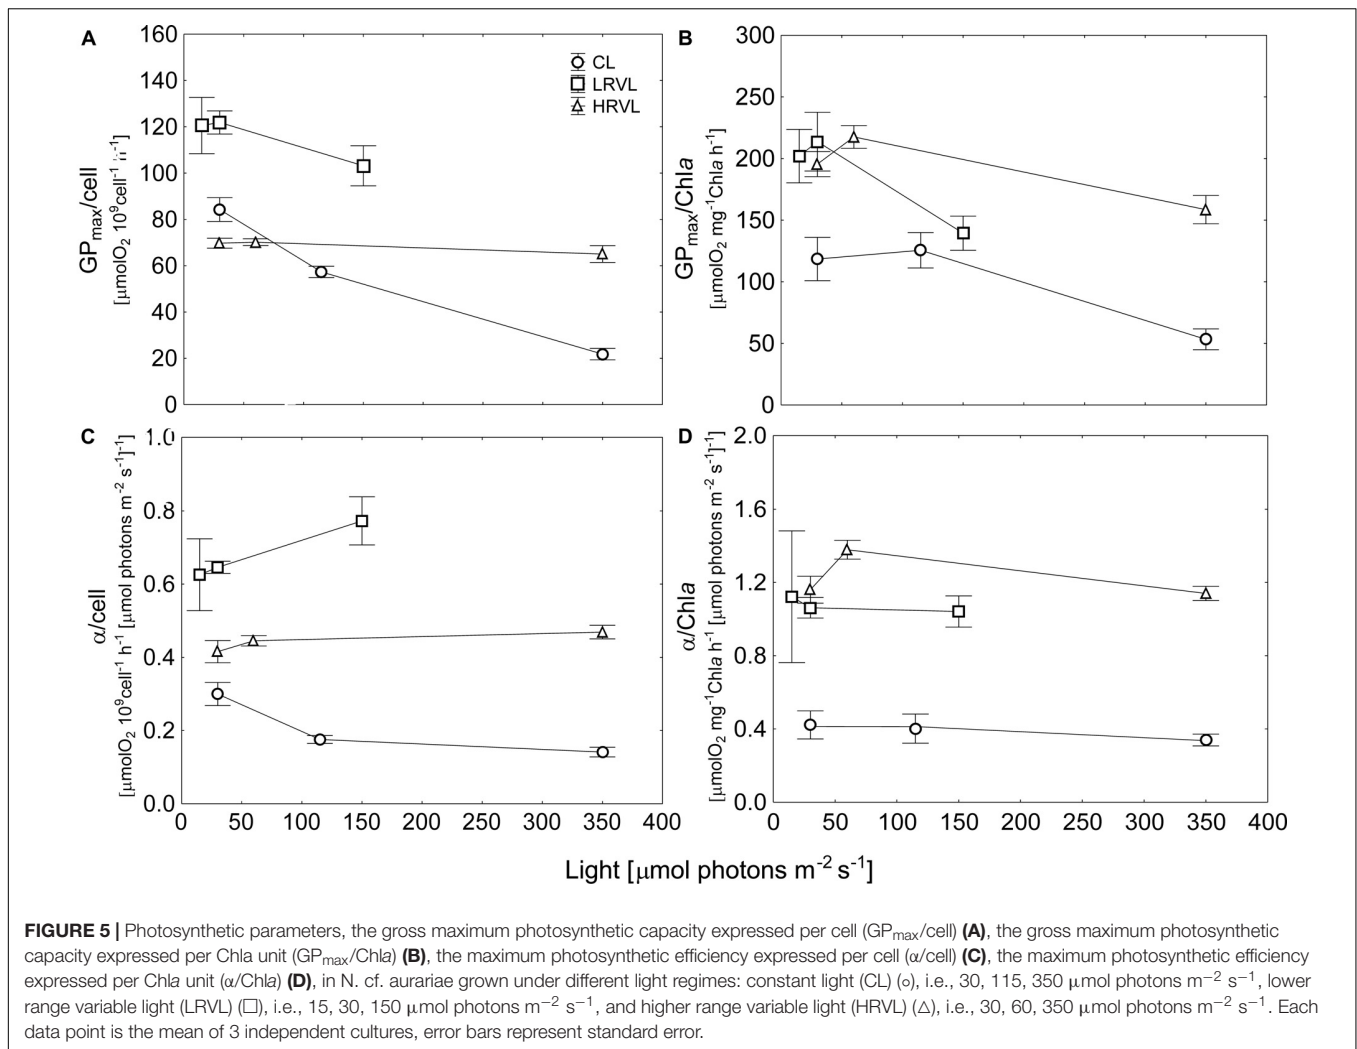 A
160
140
120
100
80
60
40
20
0
GPmax/cell
[μmolO2 10⁹cell⁻¹ h⁻¹]
CL
LRVL
HRVL
B
300
250
200
150
100
50
0
GPmax/Chla
[μmolO2 mg⁻¹Chla h⁻¹]
C
1.0
0.8
0.6
0.4
0.2
0.0
α/cell
[μmolO2 10⁹cell⁻¹ h⁻¹ [μmol photons m⁻² s⁻¹]⁻¹]
0 50 100 150 200 250 300 350 400
D
2.0
1.6
1.2
0.8
0.4
0.0
α/Chla
[μmolO2 mg⁻¹Chla h⁻¹ [μmol photons m⁻² s⁻¹]⁻¹]
0 50 100 150 200 250 300 350 400
Light [μmol photons m⁻² s⁻¹]
FIGURE 5 | Photosynthetic parameters, the gross maximum photosynthetic capacity expressed per cell (GPmax/cell) (A), the gross maximum photosynthetic
capacity expressed per Chla unit (GPmax/Chla) (B), the maximum photosynthetic efficiency expressed per cell (α/cell) (C), the maximum photosynthetic efficiency
expressed per Chla unit (α/Chla) (D), in N. cf. aurariae grown under different light regimes: constant light (CL) (○), i.e., 30, 115, 350 μmol photons m⁻² s⁻¹, lower
range variable light (LRVL) (□), i.e., 15, 30, 150 μmol photons m⁻² s⁻¹, and higher range variable light (HRVL) (△), i.e., 30, 60, 350 μmol photons m⁻² s⁻¹. Each
data point is the mean of 3 independent cultures, error bars represent standard error.